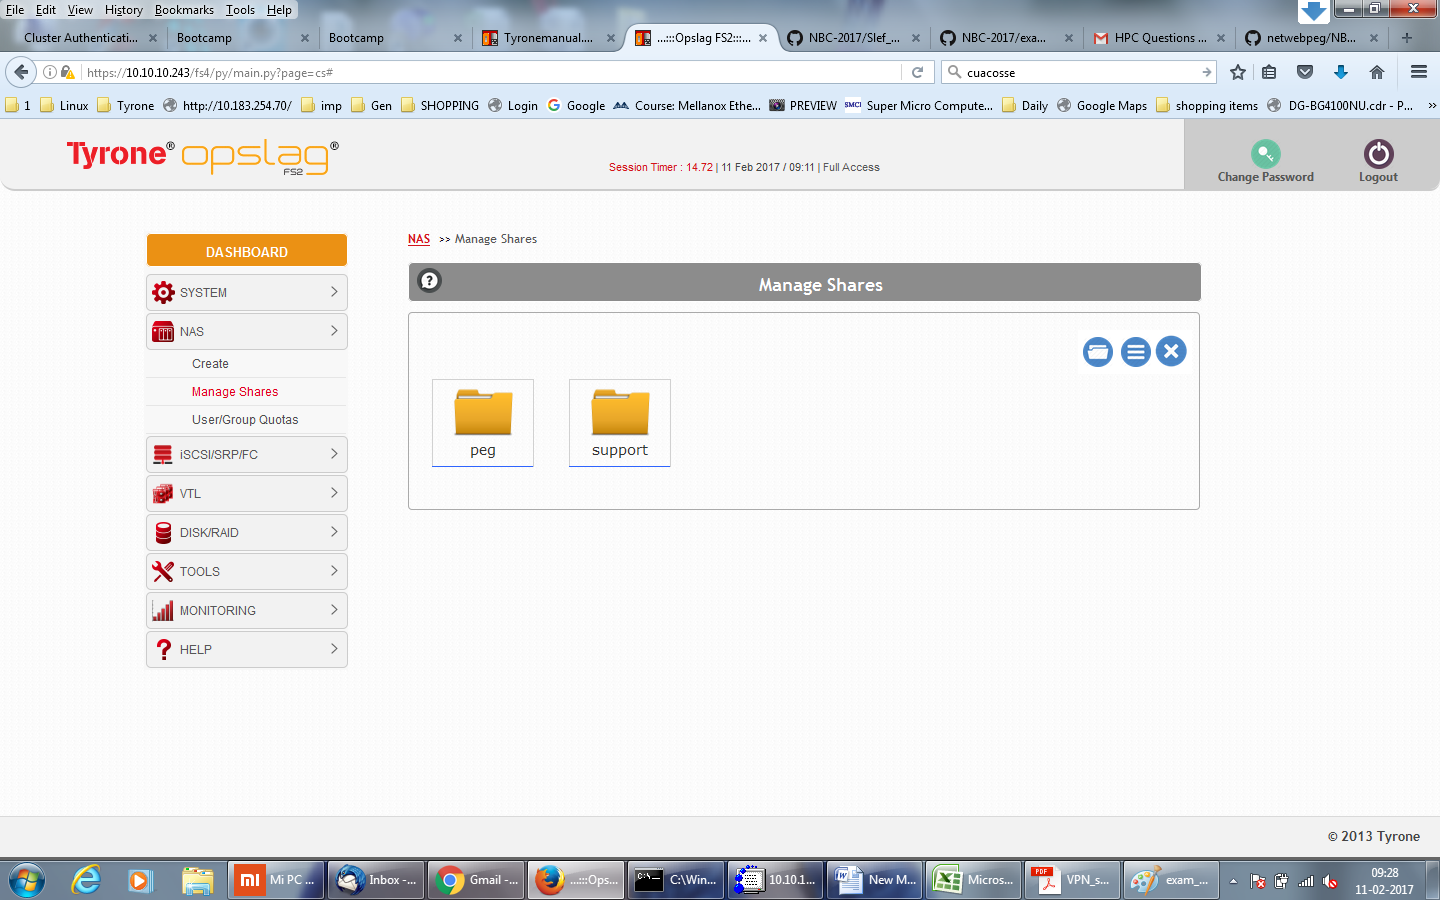 File Edit View History Bookmarks Tools Help
Cluster Authenticati... Bootcamp Bootcamp Tyronemanual.... ...:::Opslag FS2:::... NBC-2017/Slef_... NBC-2017/exa... HPC Questions ... netwebpeg/NB...
https://10.10.10.243/fs4/py/main.py?page=cs# cuacosse
1 Linux Tyrone http://10.183.254.70/ imp Gen SHOPPING Login Google Course: Mellanox Ethe... PREVIEW SMCI Super Micro Compute... Daily Google Maps shopping items DG-BG4100NU.cdr - P... »
Tyrone® opslag® FS2
Session Timer : 14.72 | 11 Feb 2017 / 09:11 | Full Access
Change Password Logout
DASHBOARD
NAS >> Manage Shares
Manage Shares
SYSTEM
NAS
Create
Manage Shares
User/Group Quotas
iSCSI/SRP/FC
VTL
DISK/RAID
TOOLS
MONITORING
HELP
peg support
© 2013 Tyrone
Mi PC ... Inbox -... Gmail -... ...:::Ops... C:\Win... 10.10.1... New M... Micros... VPN_s... exam_...
09:28
11-02-2017